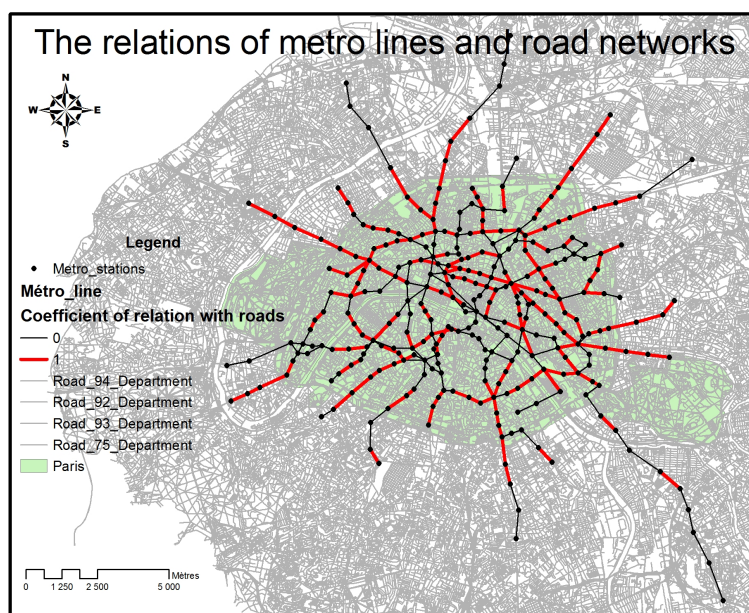 The relations of metro lines and road networks
N
W E
S
Legend
Metro_stations
Métro_line
Coefficient of relation with roads
0
1
Road_94_Department
Road_92_Department
Road_93_Department
Road_75_Department
Paris
Mètres
0 1 250 2 500 5 000